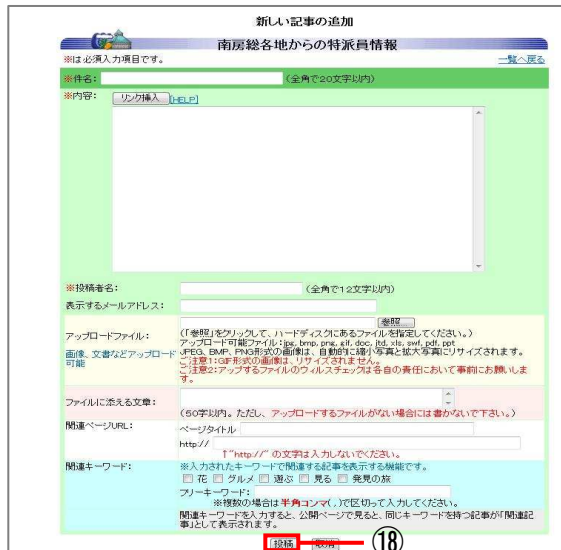 新しい記事の追加
南房総各地からの特派員情報
※は必須入力項目です。
一覧へ戻る
※件名:
(全角で20文字以内)
※内容:
リンク挿入
[HELP]
※投稿者名:
(全角で12文字以内)
表示するメールアドレス:
参照...
アップロードファイル:
(「参照」をクリックして、ハードディスクにあるファイルを指定してください。)
アップロード可能ファイル:jpg, bmp, png, gif, doc, jtd, xls, swf, pdf, ppt
画像、文書などアップロード可能
JPEG、BMP、PNG形式の画像は、自動的に縮小写真と拡大写真にリサイズされます。
ご注意1:GIF形式の画像は、リサイズされません。
ご注意2:アップするファイルのウィルスチェックは各自の責任において事前にお願いします。
ファイルに添える文章:
(50字以内。ただし、アップロードするファイルがない場合には書かないで下さい。)
関連ページURL:
ページタイトル
http://
↑"http://" の文字は入力しないでください。
関連キーワード:
※入力されたキーワードで関連する記事を表示する機能です。
花 グルメ 遊ぶ 見る 発見の旅
フリーキーワード:
※複数の場合は半角コンマ(,)で区切って入力してください。
関連キーワードを入力すると、公開ページで見ると、同じキーワードを持つ記事が「関連記事」として表示されます。
投稿
取消
⑱